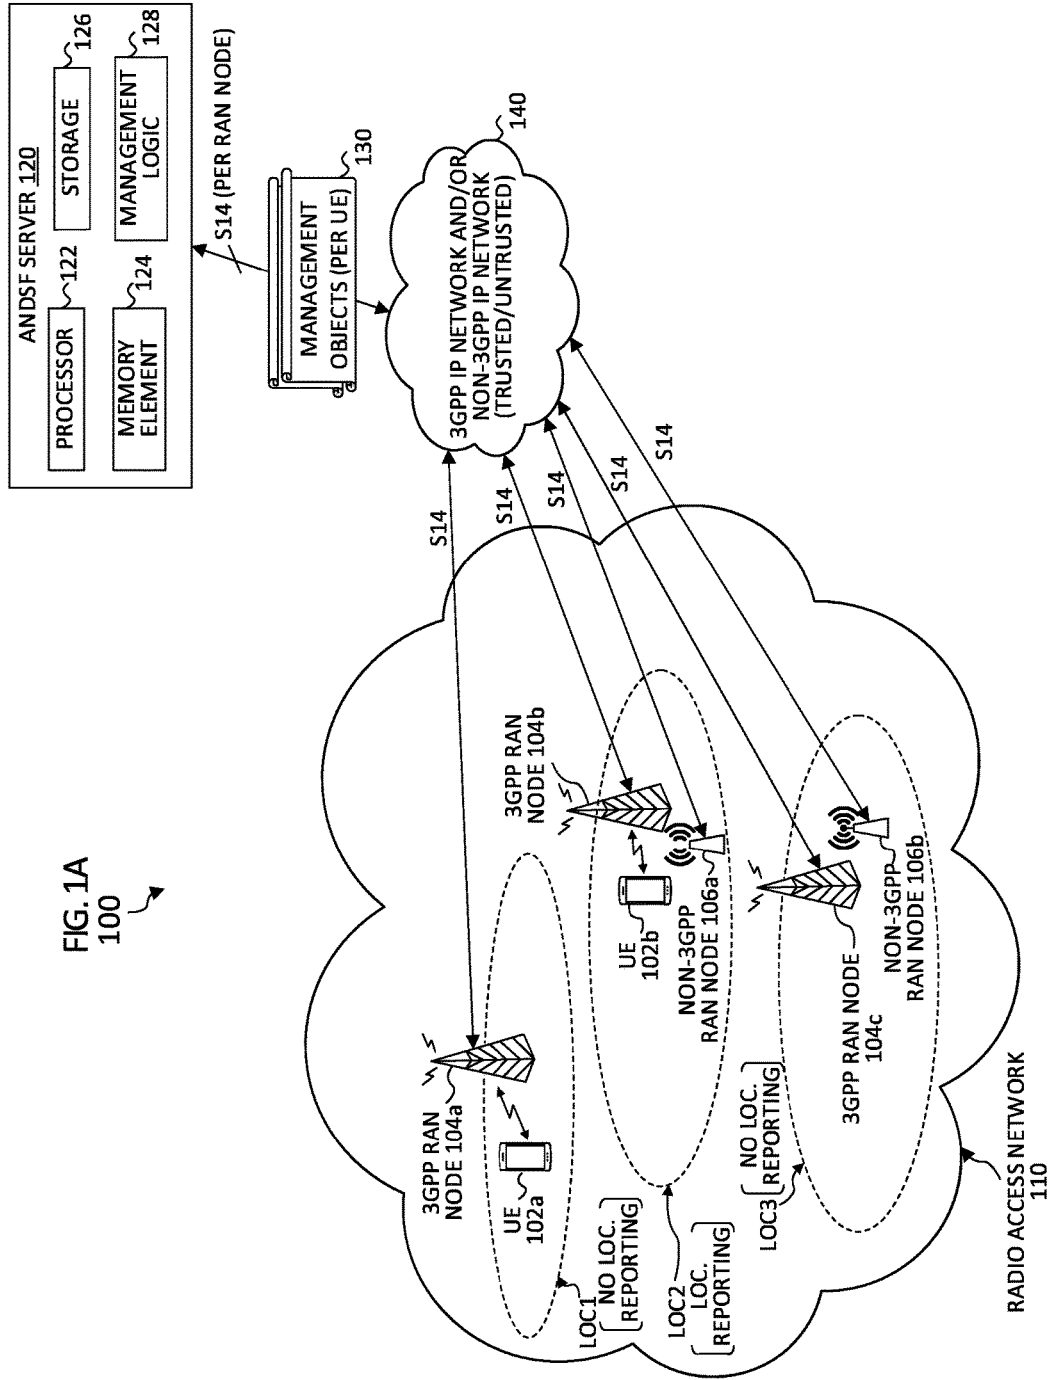 FIG. 1A
100
ANDSF SERVER 120
PROCESSOR
122
STORAGE
126
MEMORY
ELEMENT
124
MANAGEMENT
LOGIC
128
S14 (PER RAN NODE)
MANAGEMENT
OBJECTS (PER UE)
130
3GPP IP NETWORK AND/OR
NON-3GPP IP NETWORK
(TRUSTED/UNTRUSTED)
140
S14
S14
S14
S14
S14
3GPP RAN
NODE 104a
UE
102a
LOC1
NO LOC.
REPORTING
3GPP RAN
NODE 104b
UE
102b
NON-3GPP
RAN NODE 106a
LOC2
LOC.
REPORTING
LOC3
NO LOC.
REPORTING
3GPP RAN NODE
104c
NON-3GPP
RAN NODE 106b
RADIO ACCESS NETWORK
110